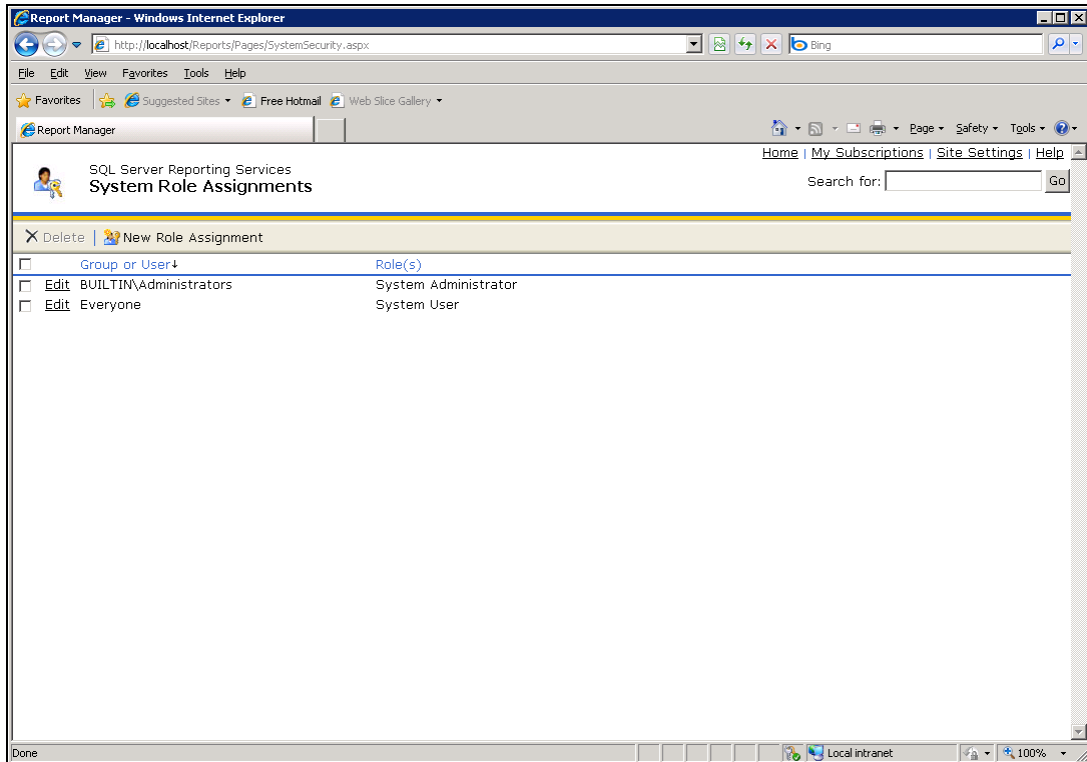 Report Manager - Windows Internet Explorer
http://localhost/Reports/Pages/SystemSecurity.aspx
Bing
File Edit View Favorites Tools Help
Favorites Suggested Sites Free Hotmail Web Slice Gallery
Report Manager Page Safety Tools
Home | My Subscriptions | Site Settings | Help
SQL Server Reporting Services
System Role Assignments
Search for: Go
Delete | New Role Assignment
Group or User↓ Role(s)
Edit BUILTIN\Administrators System Administrator
Edit Everyone System User
Done Local intranet 100%